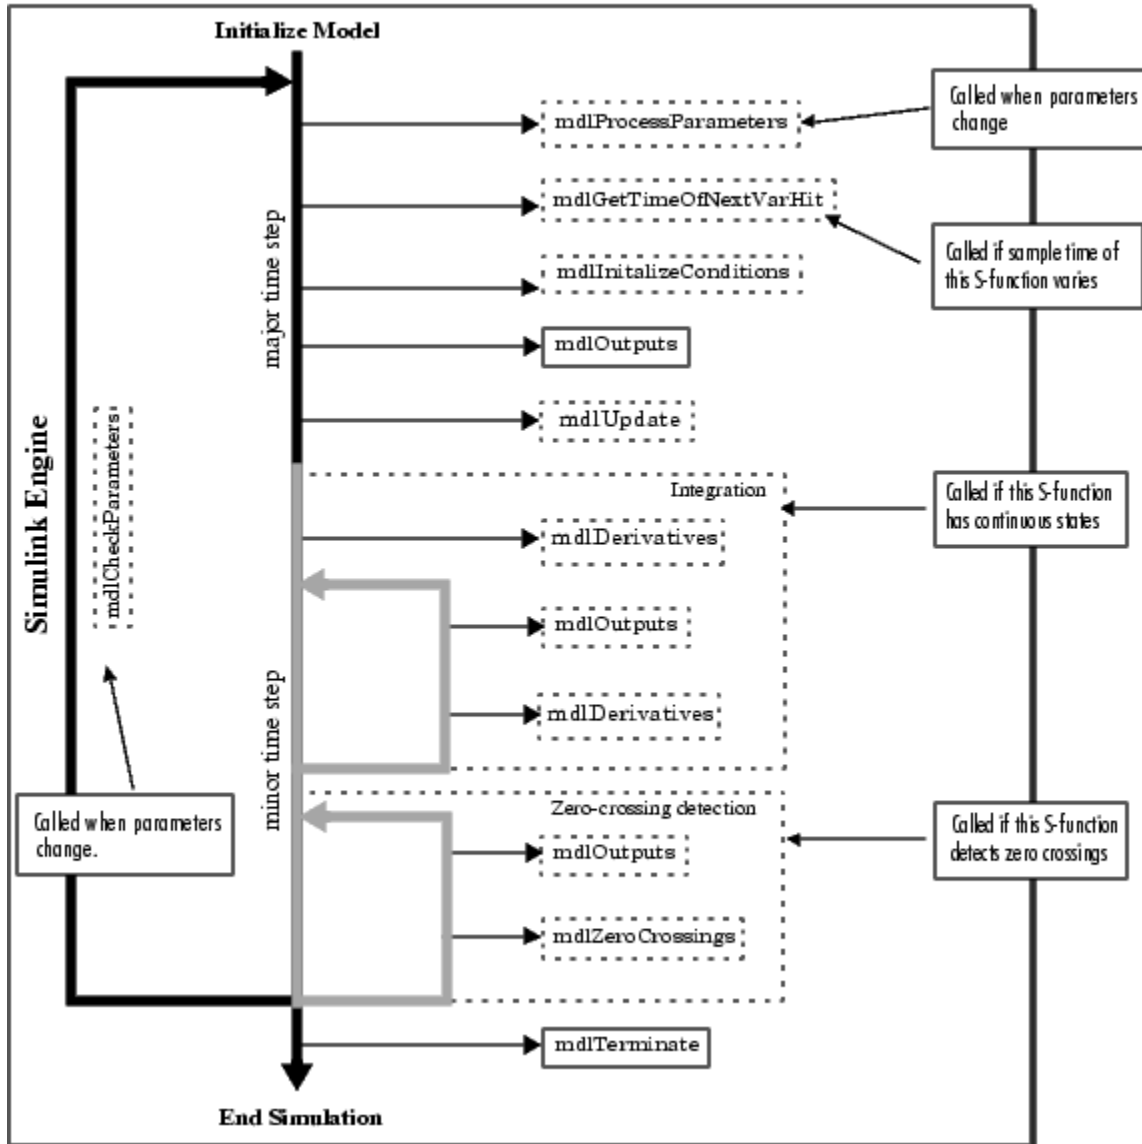 Initialize Model
Called when parameters
change
mdlProcessParameters
mdlGetTimeOfNextVarHit
Called if sample time of
this S-function varies
mdlInitalizeConditions
major time step
mdlOutputs
mdlUpdate
Simulink Engine
mdlCheckParameters
Integration
Called if this S-function
has continuous states
mdlDerivatives
mdlOutputs
mdlDerivatives
minor time step
Called when parameters
change.
Zero-crossing detection
Called if this S-function
detects zero crossings
mdlOutputs
mdlZeroCrossings
mdlTerminate
End Simulation